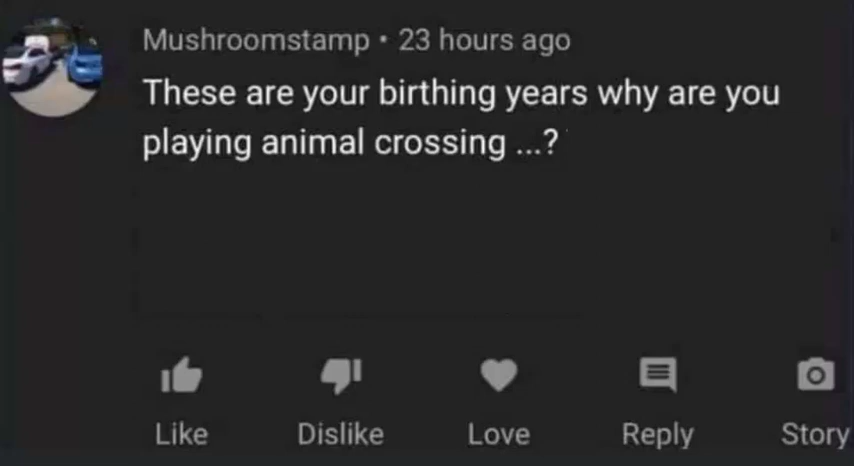 Mushroomstamp • 23 hours ago
These are your birthing years why are you
playing animal crossing ...?
Like Dislike Love Reply Story